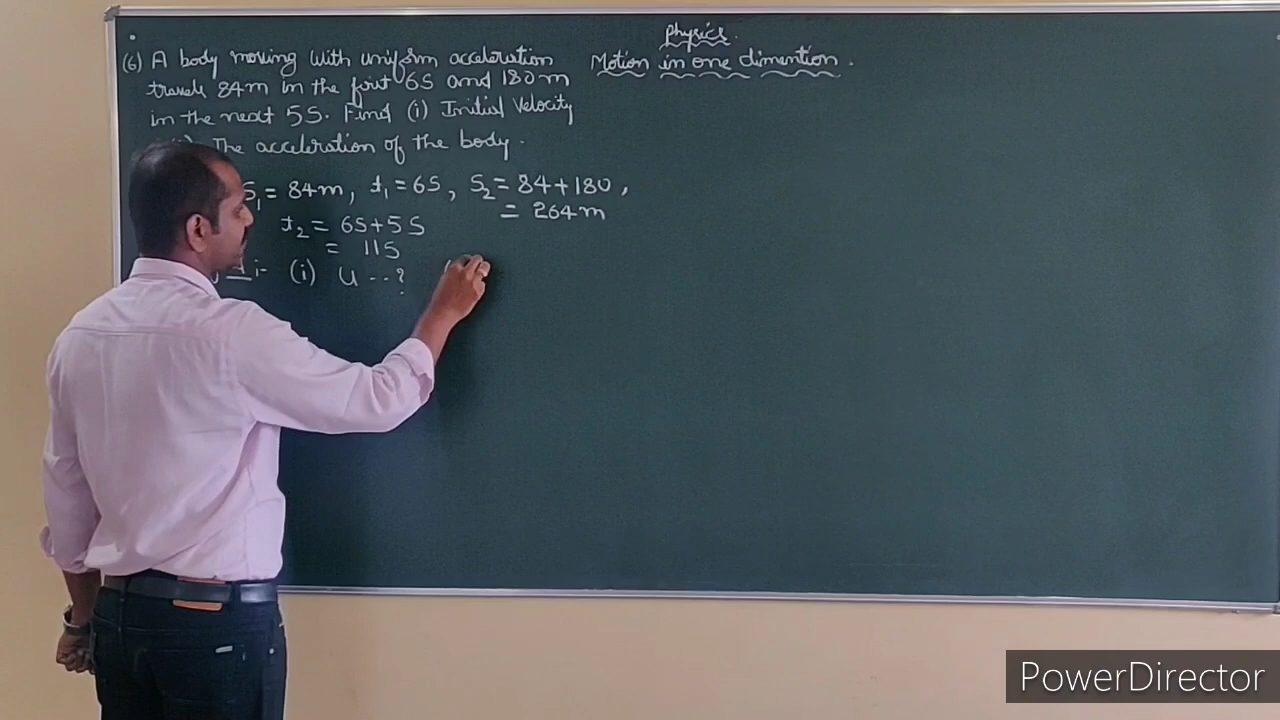 Physics.
Motion in one dimention.
(6) A body moving with uniform acceleration
travels 84m in the first 6S and 180m
in the next 5S. Find (i) Initial Velocity
The acceleration of the body.
S1 = 84m, t1 = 6S, S2 = 84+180,
= 264m
t2 = 6S+5S
= 11S
(i) U --?
PowerDirector